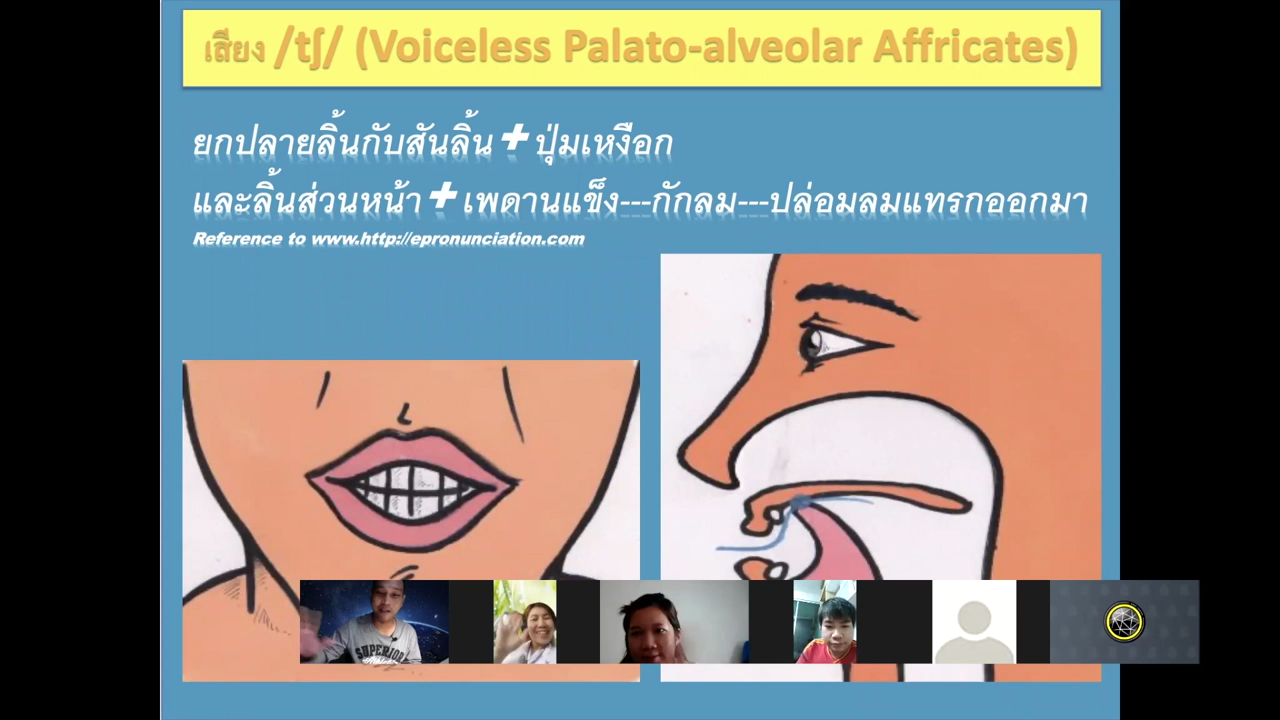 เสียง /tʃ/ (Voiceless Palato-alveolar Affricates)
ยกปลายลิ้นกับสันลิ้น+ปุ่มเหงือก
และลิ้นส่วนหน้า+เพดานแข็ง---กักลม---ปล่อมลมแทรกออกมา
Reference to www.http://epronunciation.com
SUPERIOR